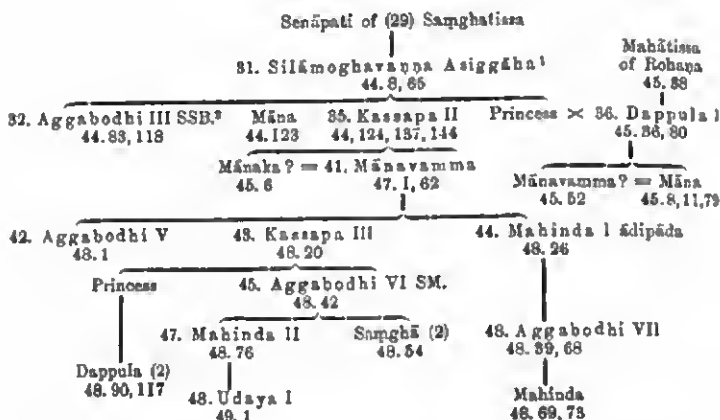 Senāpati of (29) Saṃghatissa
31. Silāmoghavaṇṇa Asiggāha¹
44.8, 65
Mahātissa
of Rohaṇa
45. 38
32. Aggabodhi III SSB.² Māna 35. Kassapa II Princess × 36. Dappula I
44.83, 118 44.123 44, 124, 137, 144 45. 36, 80
Mānaka? = 41. Mānavamma Mānavamma? = Māna
45. 6 47. 1, 62 45. 52 45.8, 11, 79
42. Aggabodhi V 43. Kassapa III 44. Mahinda I ādipāda
48.1 48.20 48.26
Princess 45. Aggabodhi VI SM.
48.42
47. Mahinda II Saṃghā (2) 48. Aggabodhi VII
48.76 48.54 48. 39, 68
Dappula (2)
48. 90, 117
48. Udaya I Mahinda
49. 1 48. 69, 73